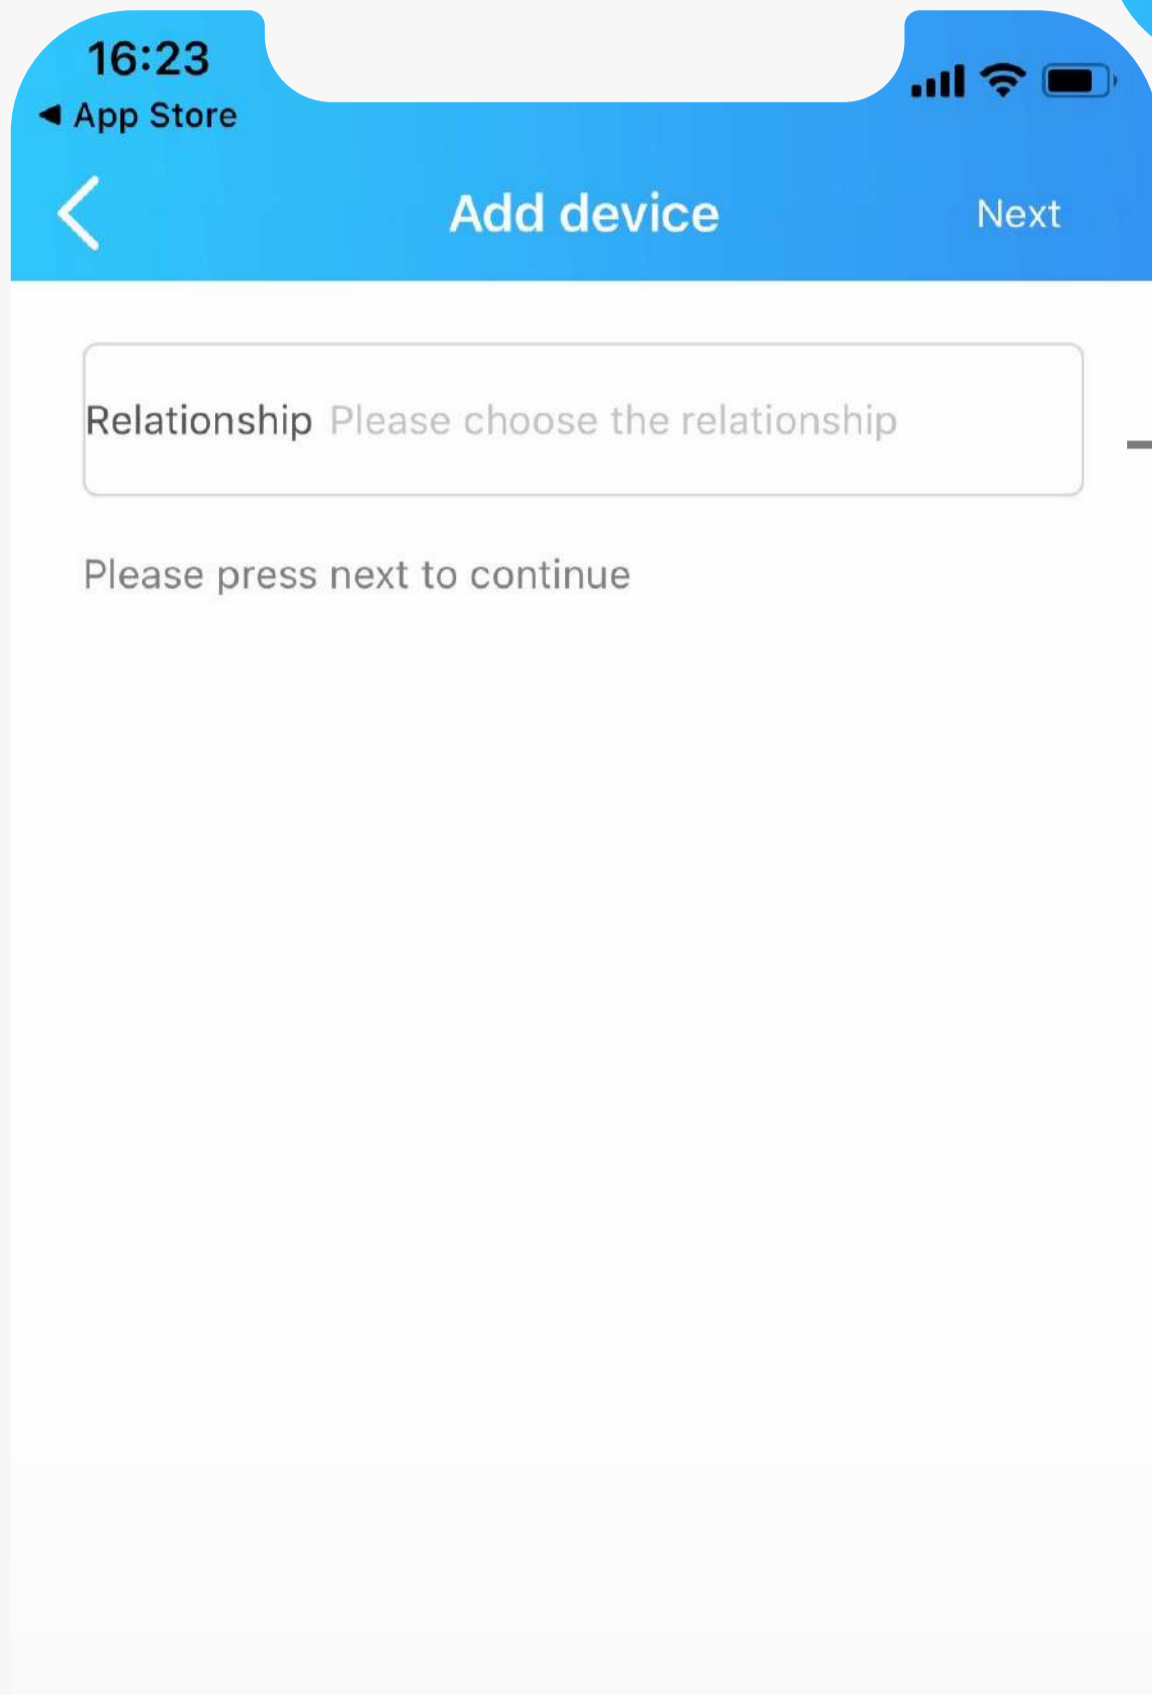 16:23
◀ App Store
Add device
Next
Relationship Please choose the relationship
Please press next to continue